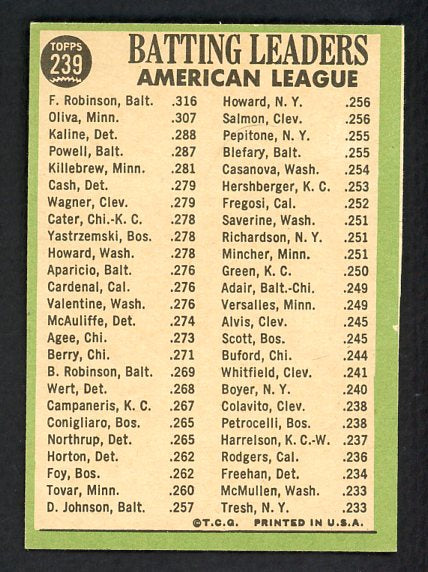 TOPPS
239
BATTING LEADERS
AMERICAN LEAGUE
F. Robinson, Balt. .316
Oliva, Minn. .307
Kaline, Det. .288
Powell, Balt. .287
Killebrew, Minn. .281
Cash, Det. .279
Wagner, Clev. .279
Cater, Chi.-K. C. .278
Yastrzemski, Bos. .278
Howard, Wash. .278
Aparicio, Balt. .276
Cardenal, Cal. .276
Valentine, Wash. .276
McAuliffe, Det. .274
Agee, Chi. .273
Berry, Chi. .271
B. Robinson, Balt. .269
Wert, Det. .268
Campaneris, K. C. .267
Conigliaro, Bos. .265
Northrup, Det. .265
Horton, Det. .262
Foy, Bos. .262
Tovar, Minn. .260
D. Johnson, Balt. .257
Howard, N. Y. .256
Salmon, Clev. .256
Pepitone, N. Y. .255
Blefary, Balt. .255
Casanova, Wash. .254
Hershberger, K. C. .253
Fregosi, Cal. .252
Saverine, Wash. .251
Richardson, N. Y. .251
Mincher, Minn. .251
Green, K. C. .250
Adair, Balt.-Chi. .249
Versalles, Minn. .249
Alvis, Clev. .245
Scott, Bos. .245
Buford, Chi. .244
Whitfield, Clev. .241
Boyer, N. Y. .240
Colavito, Clev. .238
Petrocelli, Bos. .238
Harrelson, K. C.-W. .237
Rodgers, Cal. .236
Freehan, Det. .234
McMullen, Wash. .233
Tresh, N. Y. .233
©T.C.G. PRINTED IN U.S.A.